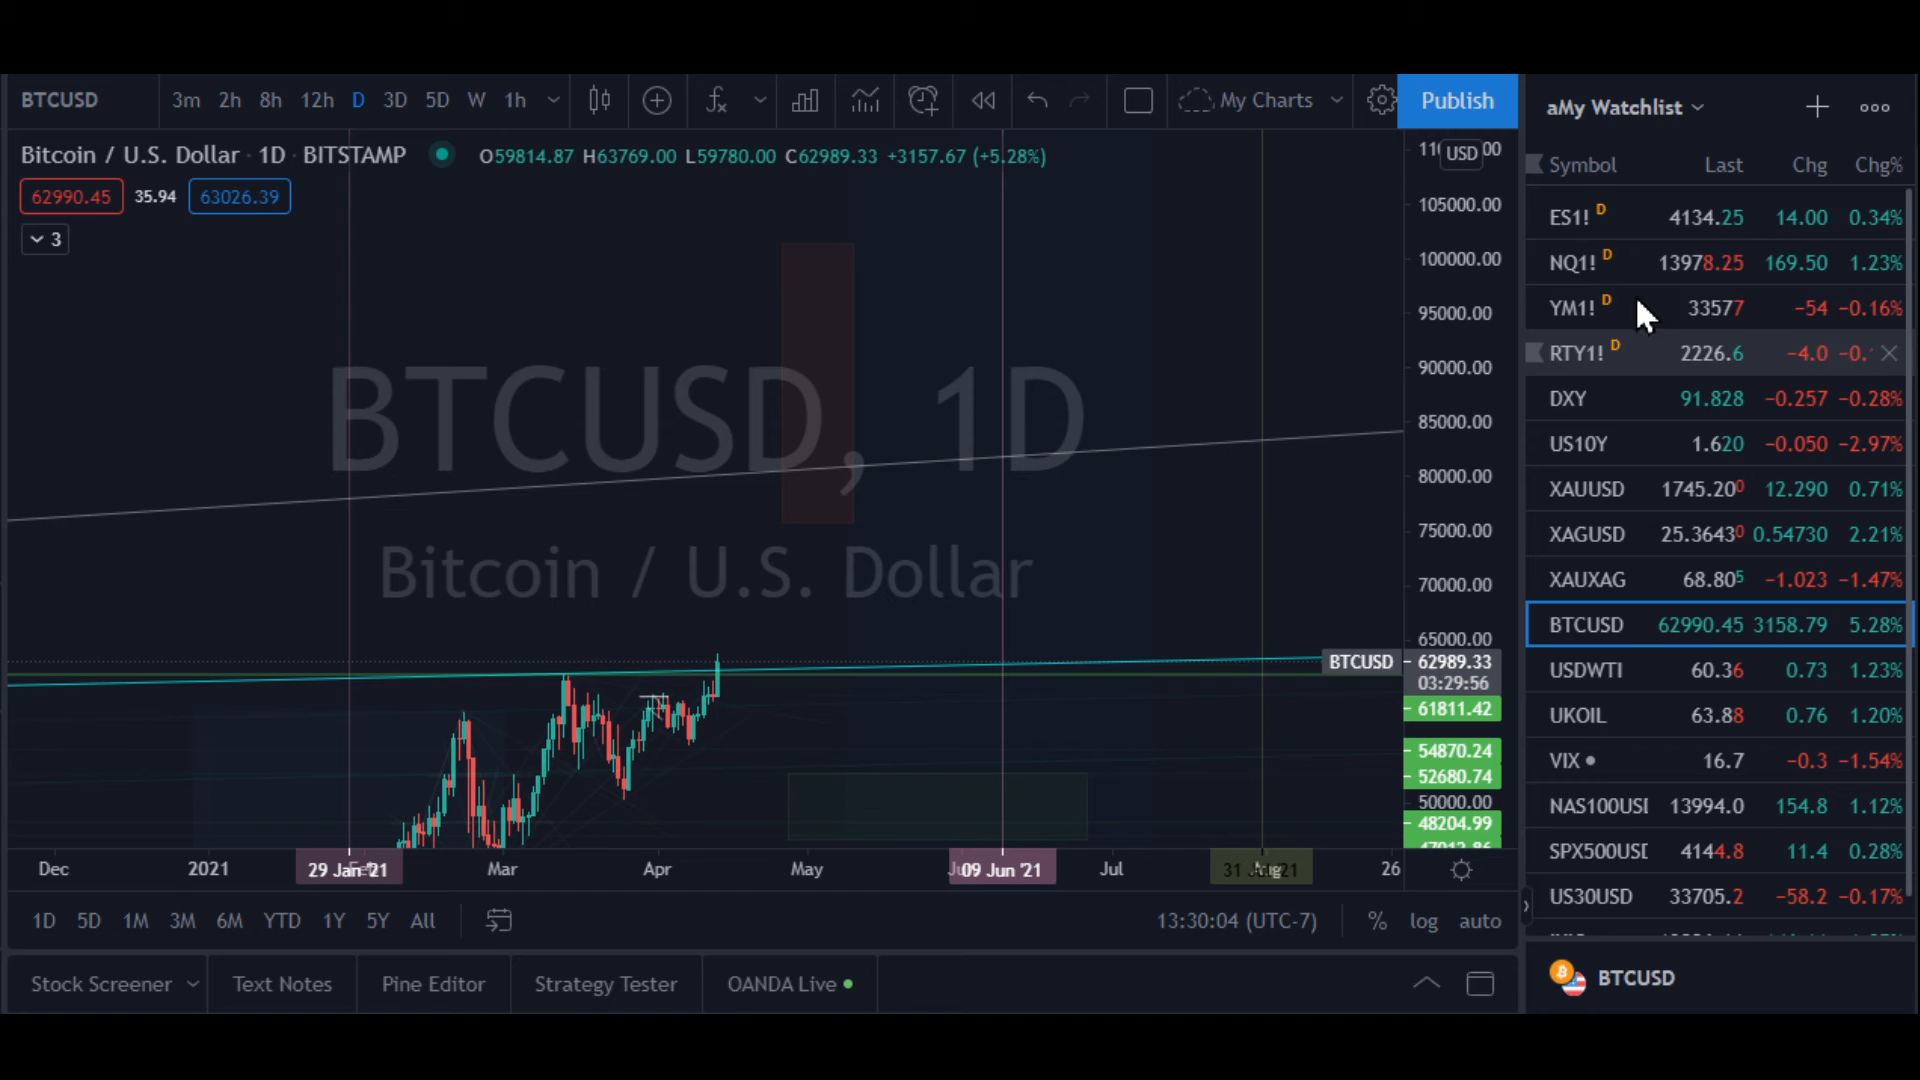 BTCUSD 3m 2h 8h 12h D 3D 5D W 1h My Charts Publish
Bitcoin / U.S. Dollar · 1D · BITSTAMP O59814.87 H63769.00 L59780.00 C62989.33 +3157.67 (+5.28%)
62990.45 35.94 63026.39
3
USD
105000.00
100000.00
95000.00
90000.00
85000.00
80000.00
75000.00
70000.00
65000.00
BTCUSD 62989.33
03:29:56
61811.42
54870.24
52680.74
50000.00
48204.99
BTCUSD, 1D
Bitcoin / U.S. Dollar
Dec 2021 29 Jan '21 Mar Apr May 09 Jun '21 Jul Aug 26
1D 5D 1M 3M 6M YTD 1Y 5Y All 13:30:04 (UTC-7) % log auto
Stock Screener Text Notes Pine Editor Strategy Tester OANDA Live
aMy Watchlist
Symbol Last Chg Chg%
ES1! D 4134.25 14.00 0.34%
NQ1! D 13978.25 169.50 1.23%
YM1! D 33577 −54 −0.16%
RTY1! D 2226.6 −4.0
DXY 91.828 −0.257 −0.28%
US10Y 1.620 −0.050 −2.97%
XAUUSD 1745.200 12.290 0.71%
XAGUSD 25.36430 0.54730 2.21%
XAUXAG 68.805 −1.023 −1.47%
BTCUSD 62990.45 3158.79 5.28%
USDWTI 60.36 0.73 1.23%
UKOIL 63.88 0.76 1.20%
VIX 16.7 −0.3 −1.54%
NAS100USD 13994.0 154.8 1.12%
SPX500USD 4144.8 11.4 0.28%
US30USD 33705.2 −58.2 −0.17%
BTCUSD